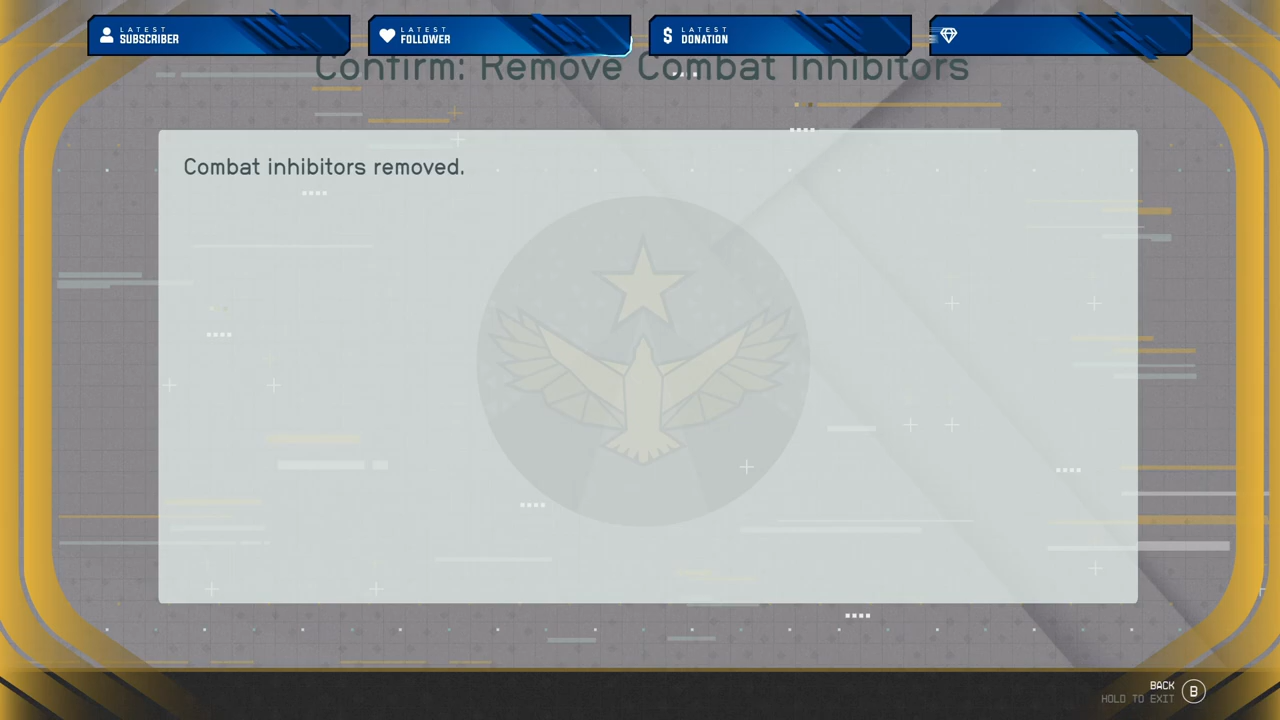 LATEST
SUBSCRIBER
LATEST
FOLLOWER
LATEST
DONATION
Confirm: Remove Combat Inhibitors
Combat inhibitors removed.
BACK
HOLD TO EXIT
B